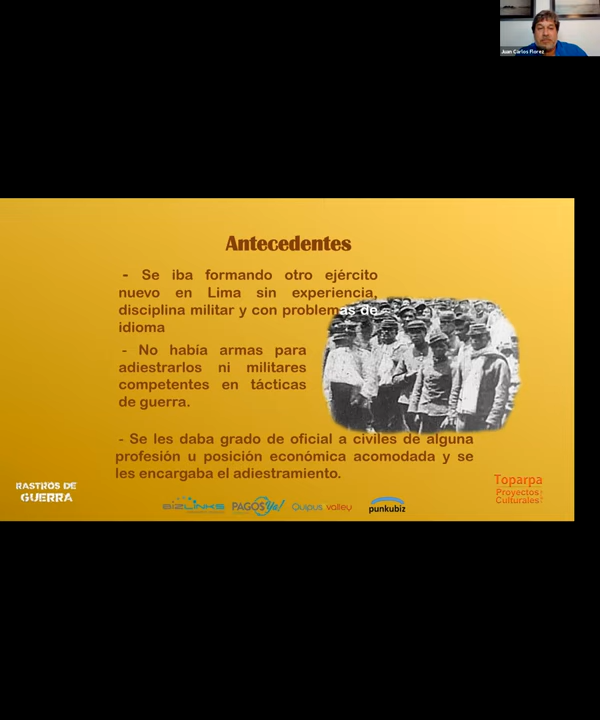 Juan Carlos Florez
Antecedentes
- Se iba formando otro ejército
nuevo en Lima sin experiencia,
disciplina militar y con problemas de
idioma
- No había armas para
adiestrarlos ni militares
competentes en tácticas
de guerra.
- Se les daba grado de oficial a civiles de alguna
profesión u posición económica acomodada y se
les encargaba el adiestramiento.
RASTROS DE
GUERRA
BIZLINKS
PAGOS Ya!
Quipus valley
punkubiz
Toparpa
Proyectos
Culturales